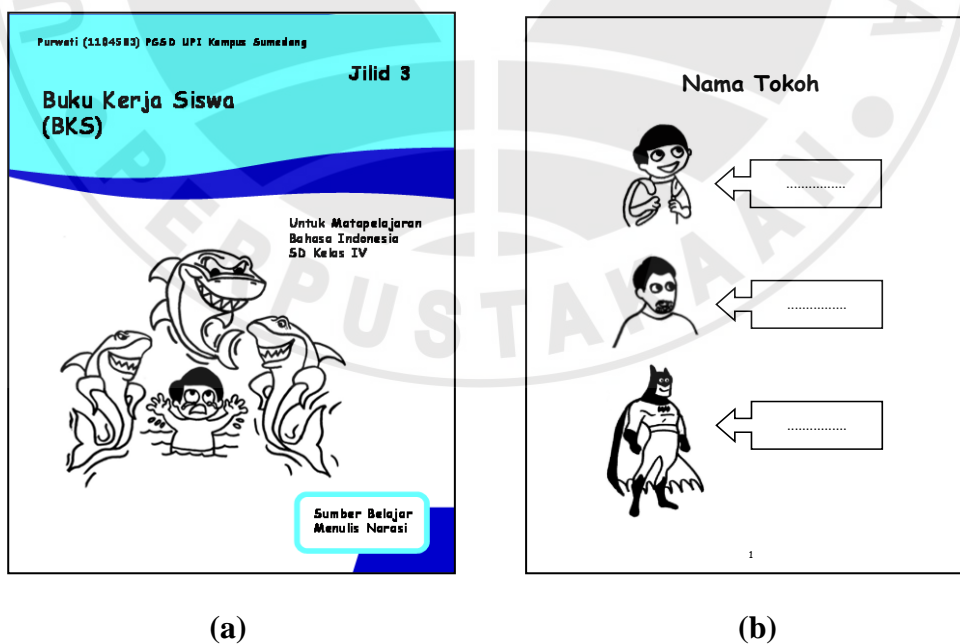 Purwati (1104583) PGSD UPI Kampus Sumedang
Jilid 3
Buku Kerja Siswa
(BKS)
Untuk Matapelajaran
Bahasa Indonesia
SD Kelas IV
Sumber Belajar
Menulis Narasi
(a)
Nama Tokoh
................
................
................
1
(b)
PERPUSTAKAAN